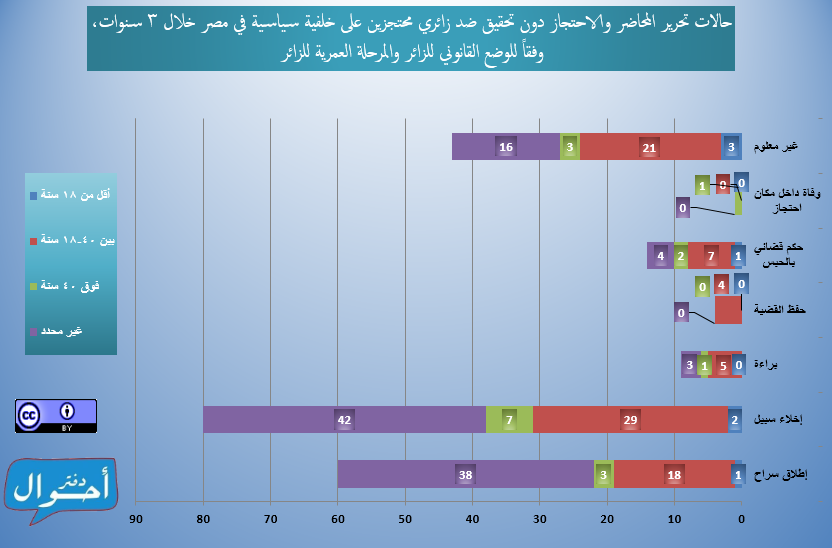 حالات تحرير المحاضر والاحتجاز دون تحقيق ضد زائري محتجزين على خلفية سياسية في مصر خلال ٣ سنوات،
وفقاً للوضع القانوني للزائر والمرحلة العمرية للزائر
غير معلوم
3
21
3
16
وفاة داخل مكان
احتجاز
0
0
1
0
حكم قضائي
بالحبس
1
7
2
4
حفظ القضية
0
4
0
0
براءة
0
5
1
3
إخلاء سبيل
2
29
7
42
إطلاق سراح
1
18
3
38
0
10
20
30
40
50
60
70
80
90
أقل من ١٨ سنة
بين ٤٠-١٨ سنة
فوق ٤٠ سنة
غير محدد
cc
BY
دفتر
أحوال